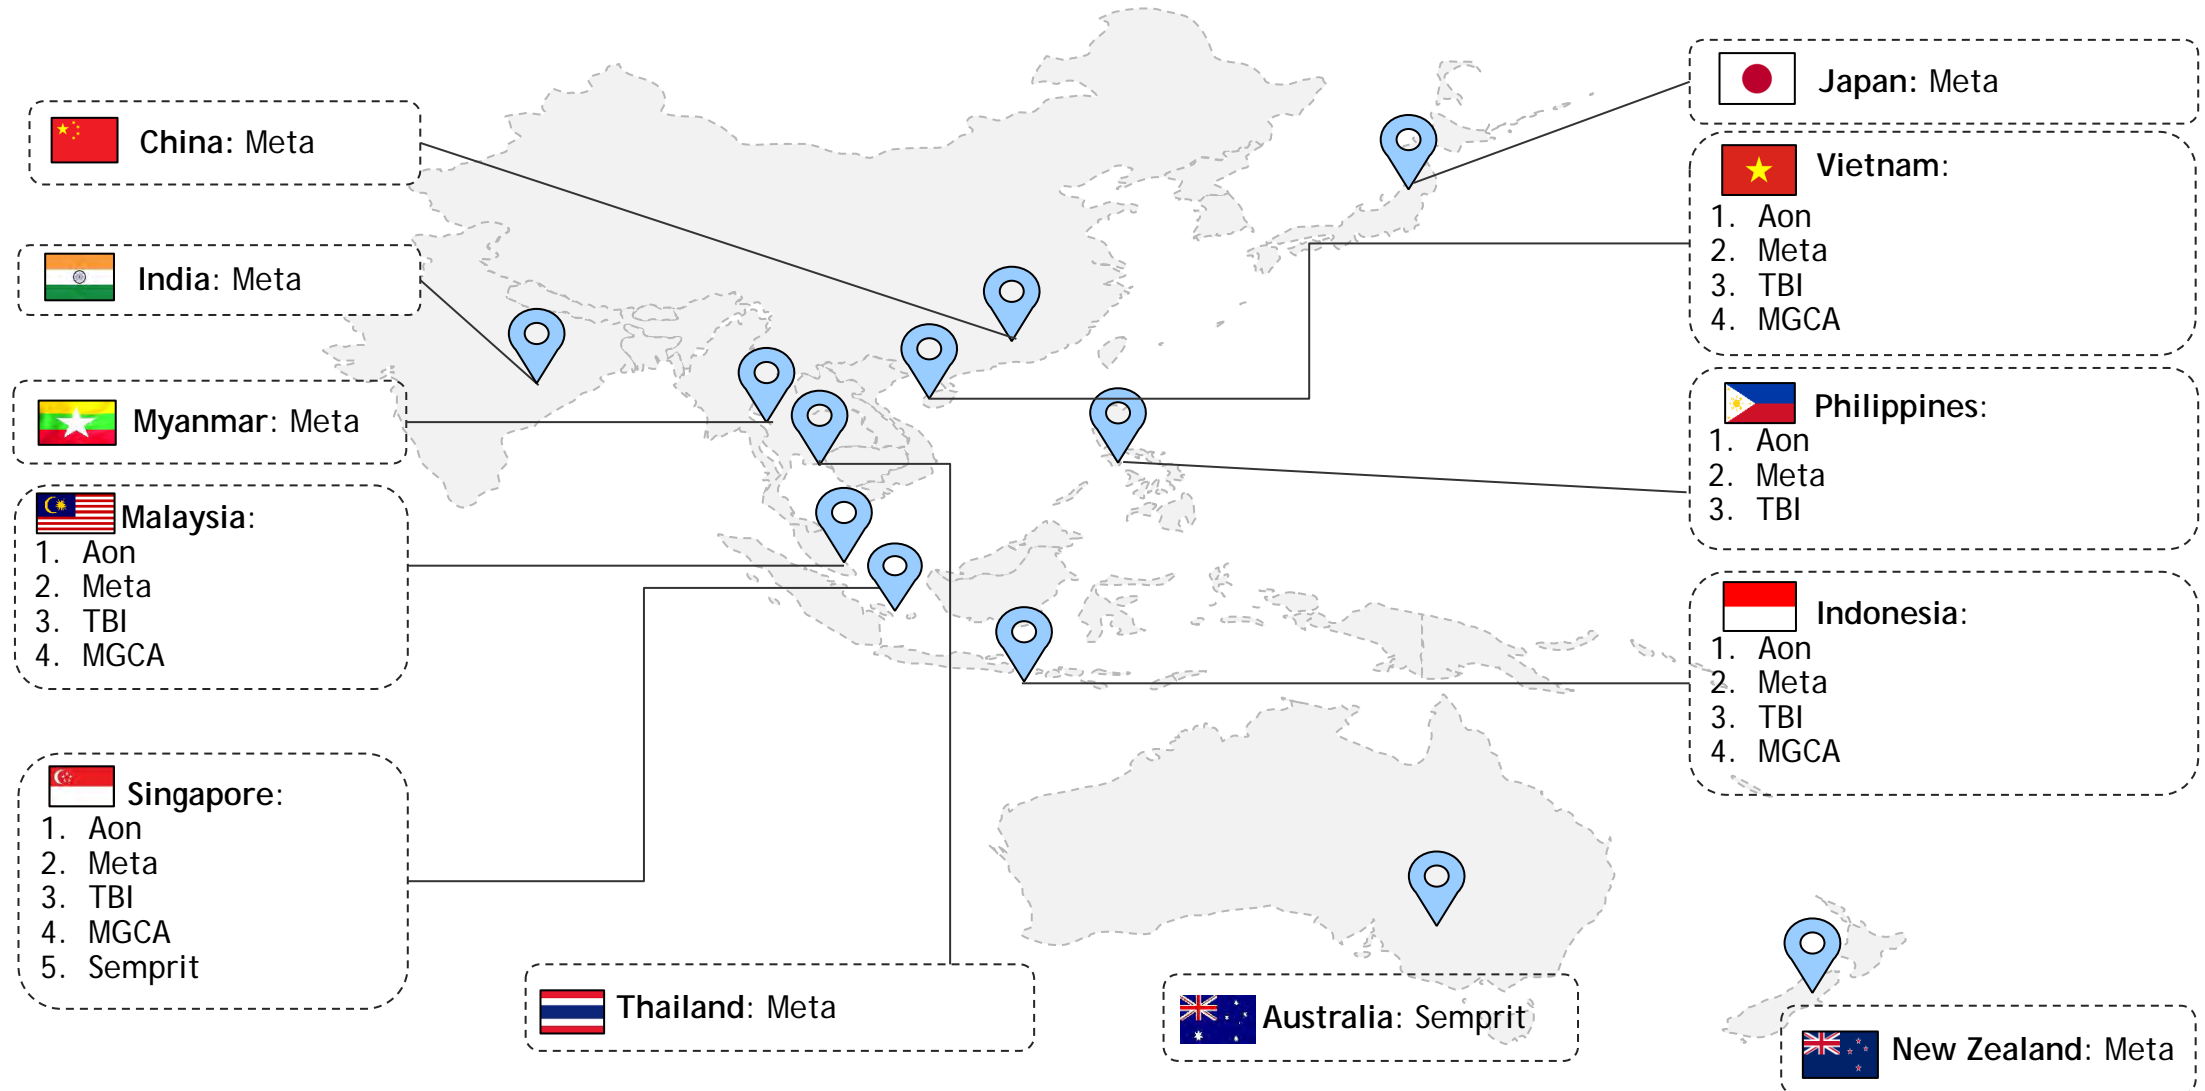 China: Meta
India: Meta
Myanmar: Meta
Malaysia:
1. Aon
2. Meta
3. TBI
4. MGCA
Singapore:
1. Aon
2. Meta
3. TBI
4. MGCA
5. Semprit
Thailand: Meta
Australia: Semprit
New Zealand: Meta
Japan: Meta
Vietnam:
1. Aon
2. Meta
3. TBI
4. MGCA
Philippines:
1. Aon
2. Meta
3. TBI
Indonesia:
1. Aon
2. Meta
3. TBI
4. MGCA